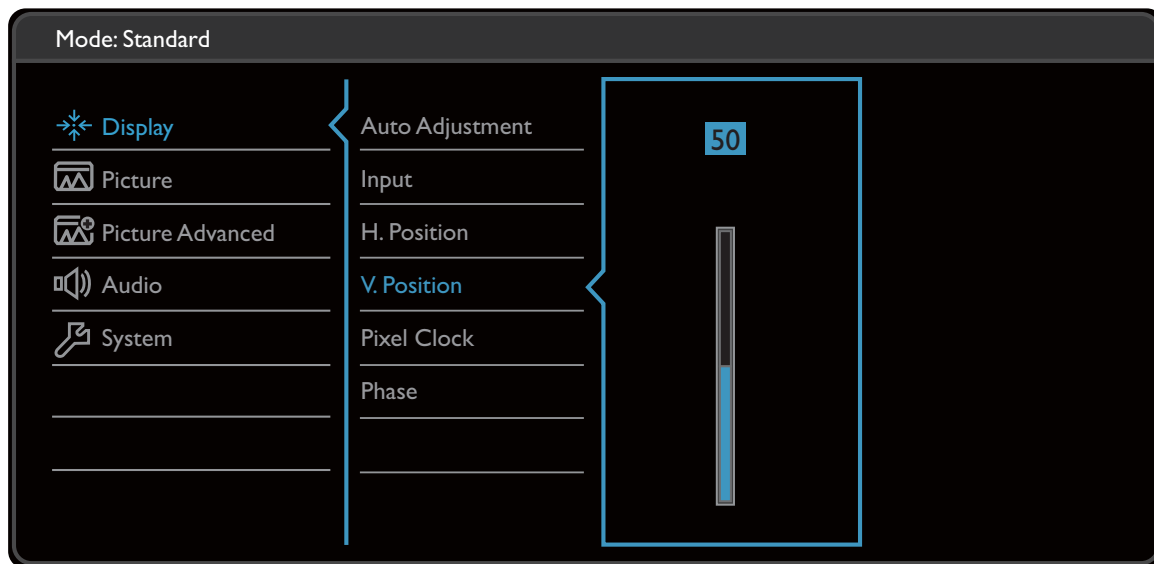 Mode: Standard
Display
Picture
Picture Advanced
Audio
System
Auto Adjustment
Input
H. Position
V. Position
Pixel Clock
Phase
50